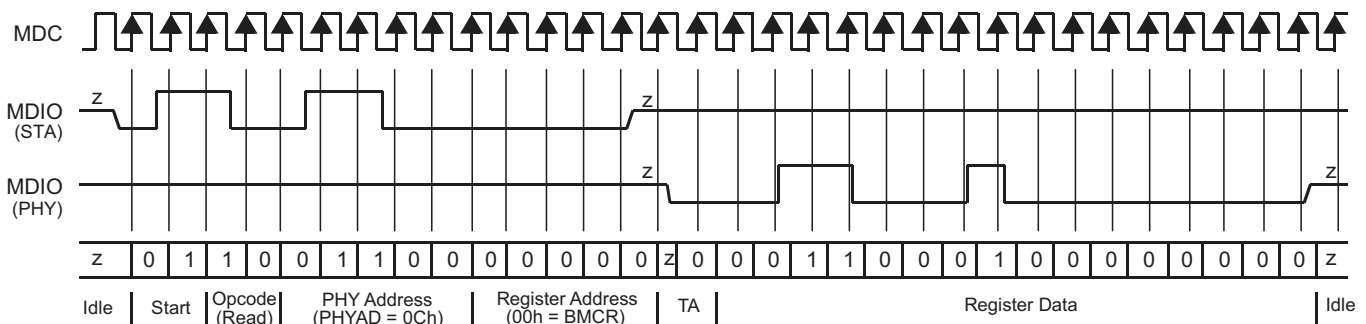 MDC
z
z
MDIO
(STA)
z
z
MDIO
(PHY)
z 0 1 1 0 0 1 1 0 0 0 0 0 0 0 z 0 0 0 1 1 0 0 0 1 0 0 0 0 0 0 0 0 z
Idle Start Opcode (Read) PHY Address (PHYAD = 0Ch) Register Address (00h = BMCR) TA Register Data Idle